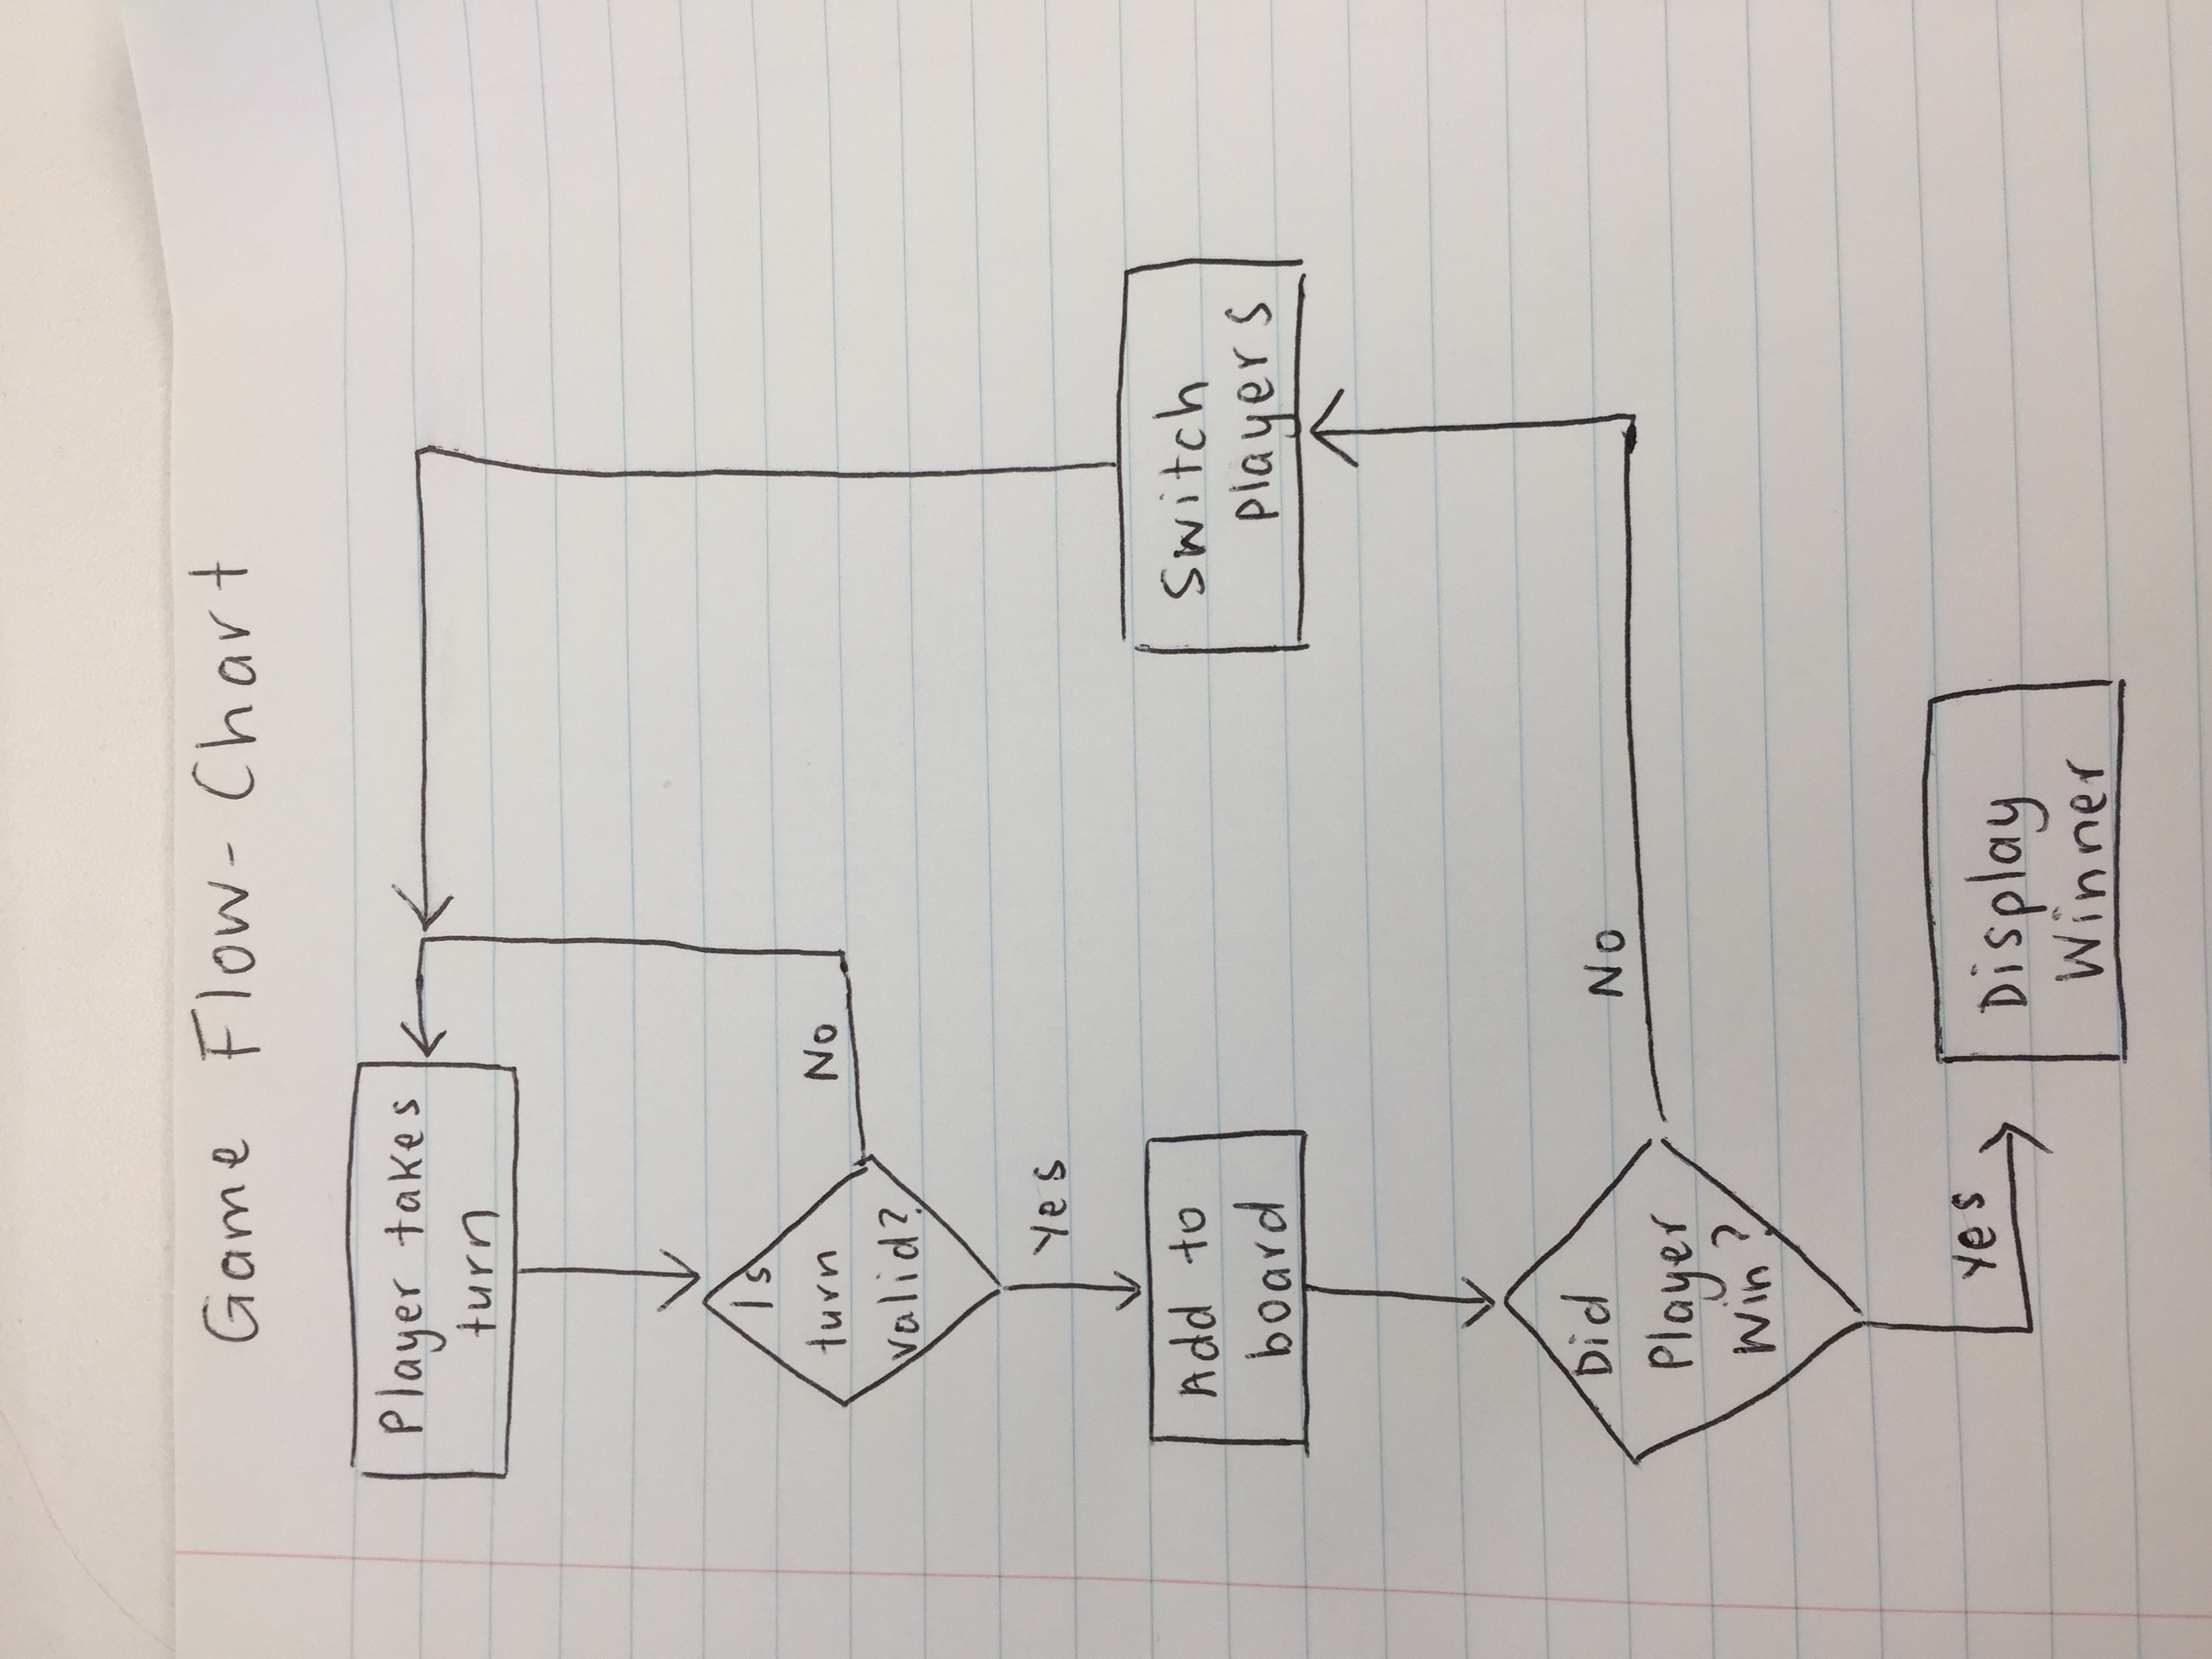 Game Flow-Chart
Player takes
turn
Is
turn
valid?
No
Yes
Add to
board
Switch
players
Did
Player
Win?
No
Yes
Display
Winner